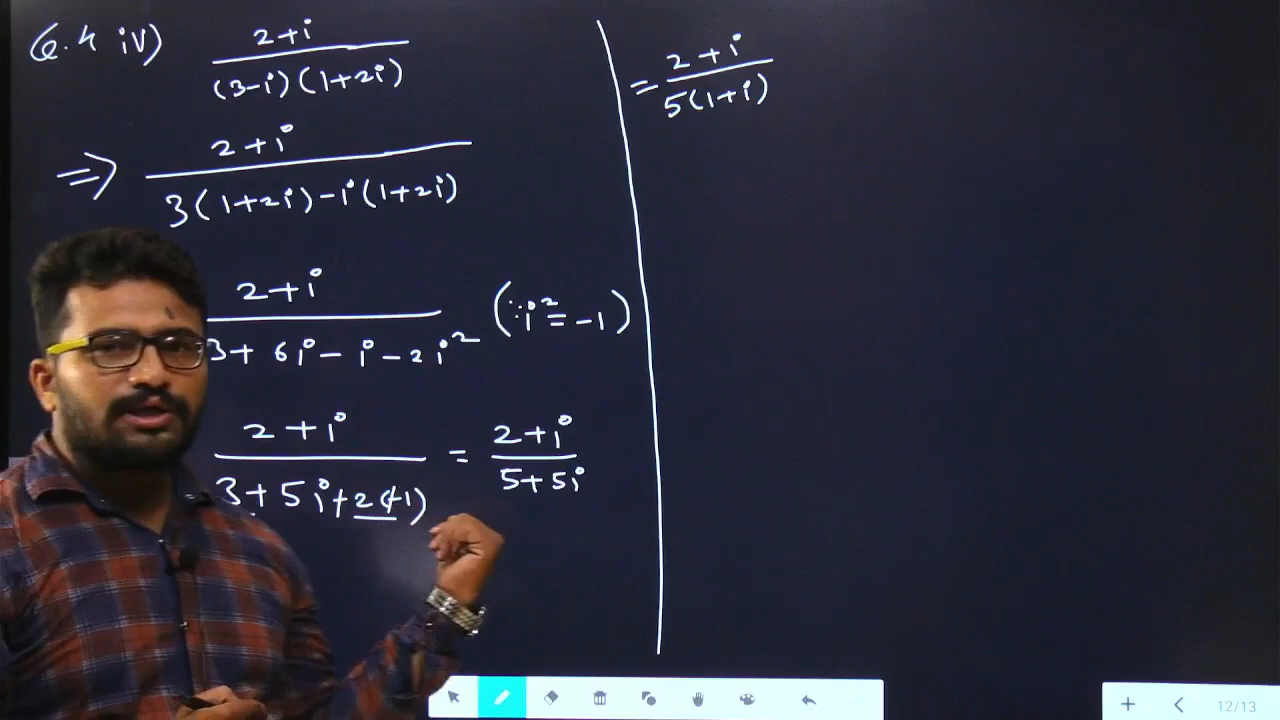 Q.4 iv) 2+i / (3-i)(1+2i)
⇒ 2+i / 3(1+2i)-i(1+2i)
2+i / 3+6i-i-2i² (∵i²=-1)
2+i / 3+5i+2(+1) = 2+i / 5+5i
= 2+i / 5(1+i)
12/13